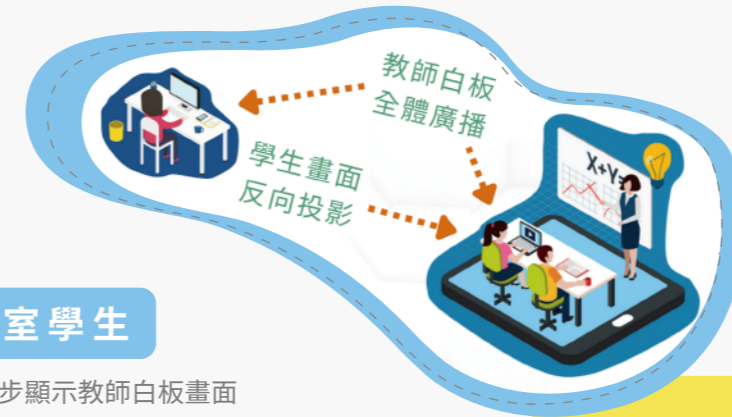 教師白板
全體廣播
學生畫面
反向投影
X+Y=
室學生
步顯示教師白板畫面